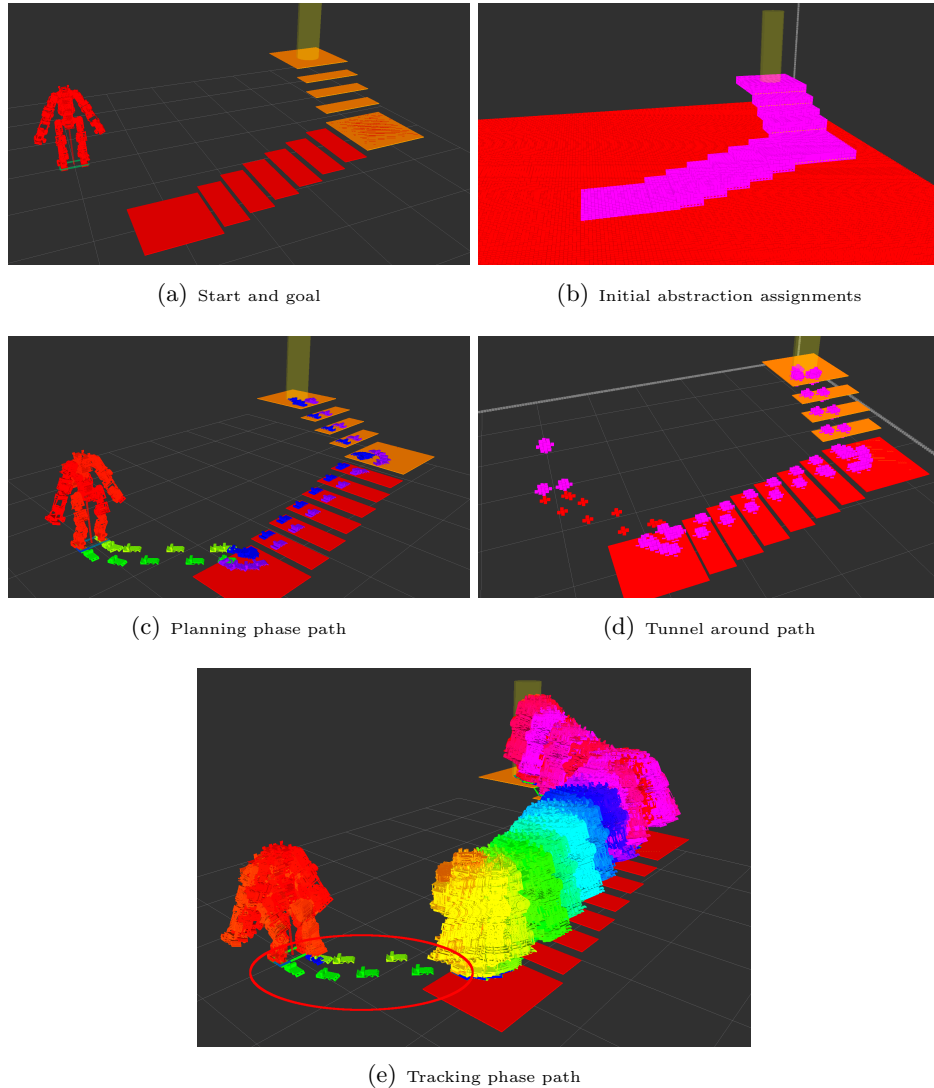 (a) Start and goal
(b) Initial abstraction assignments
(c) Planning phase path
(d) Tunnel around path
(e) Tracking phase path